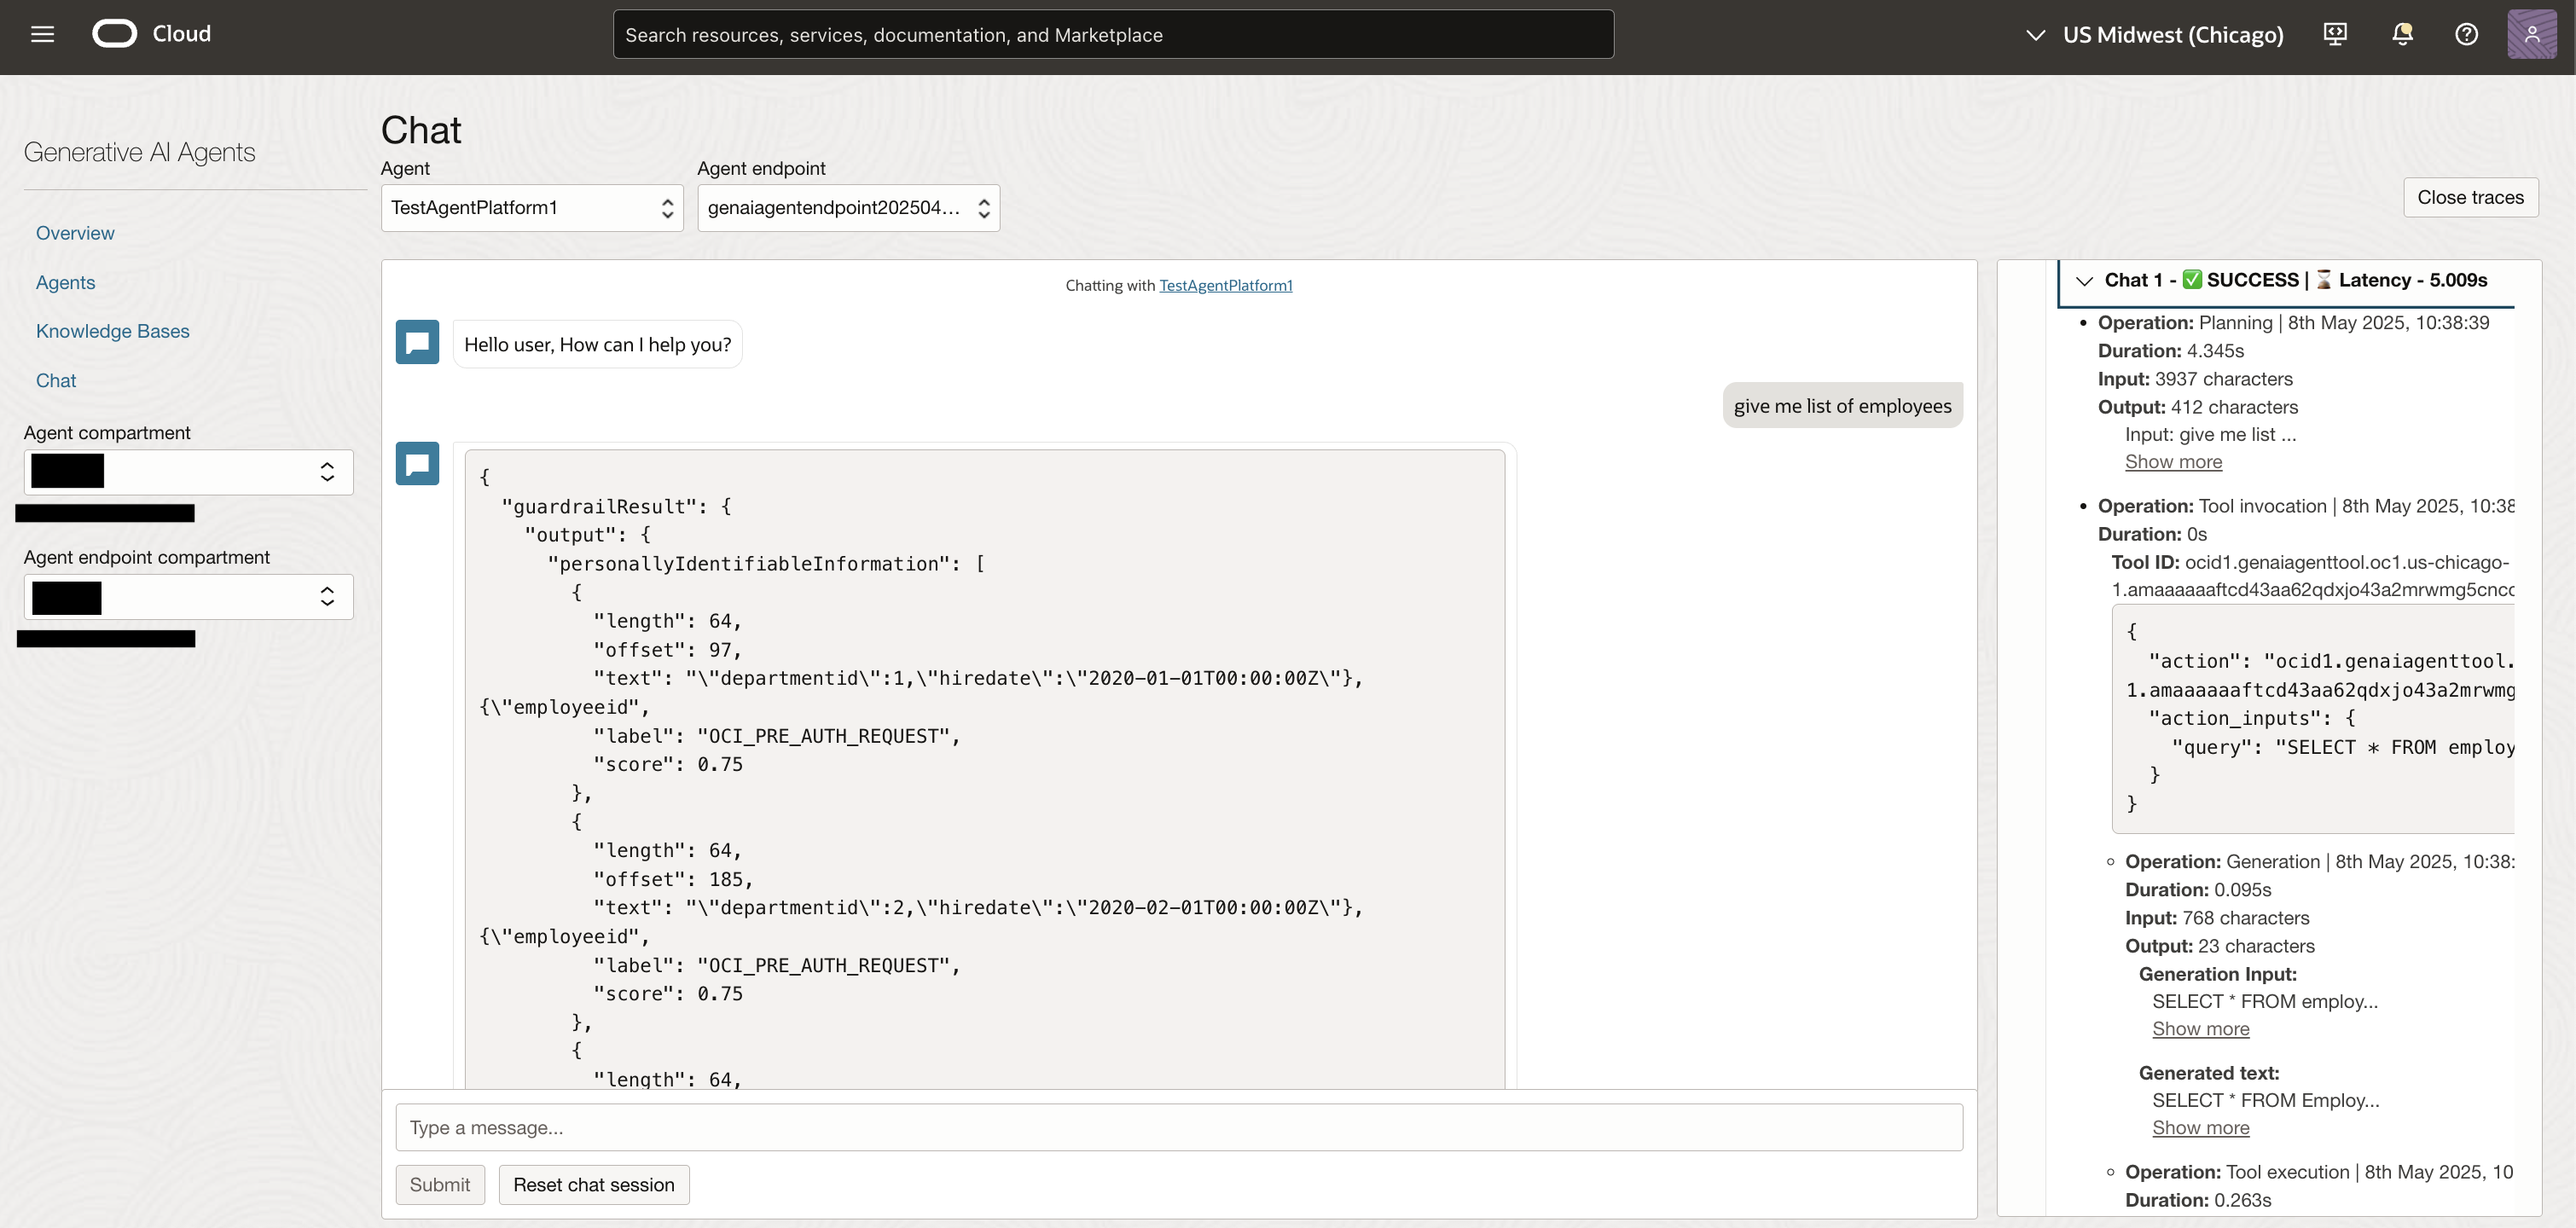 Cloud
Search resources, services, documentation, and Marketplace
US Midwest (Chicago)
Generative AI Agents
Overview
Agents
Knowledge Bases
Chat
Agent compartment
Agent endpoint compartment
Chat
Agent
Agent endpoint
TestAgentPlatform1
genaiagentendpoint202504...
Close traces
Chatting with TestAgentPlatform1
Hello user, How can I help you?
give me list of employees
{
"guardrailResult": {
"output": {
"personallyIdentifiableInformation": [
{
"length": 64,
"offset": 97,
"text": "\"departmentid\":1,\"hiredate\":\"2020-01-01T00:00:00Z\"},
{\"employeeid",
"label": "OCI_PRE_AUTH_REQUEST",
"score": 0.75
},
{
"length": 64,
"offset": 185,
"text": "\"departmentid\":2,\"hiredate\":\"2020-02-01T00:00:00Z\"},
{\"employeeid",
"label": "OCI_PRE_AUTH_REQUEST",
"score": 0.75
},
{
"length": 64,
Type a message...
Submit
Reset chat session
Chat 1 - ✅ SUCCESS | ⌛ Latency - 5.009s
Operation: Planning | 8th May 2025, 10:38:39
Duration: 4.345s
Input: 3937 characters
Output: 412 characters
Input: give me list ...
Show more
Operation: Tool invocation | 8th May 2025, 10:38
Duration: 0s
Tool ID: ocid1.genaiagenttool.oc1.us-chicago-
1.amaaaaaaftcd43aa62qdxjo43a2mrwmg5cncc
{
"action": "ocid1.genaiagenttool.
1.amaaaaaaftcd43aa62qdxjo43a2mrwmg
"action_inputs": {
"query": "SELECT * FROM employ
}
}
Operation: Generation | 8th May 2025, 10:38:
Duration: 0.095s
Input: 768 characters
Output: 23 characters
Generation Input:
SELECT * FROM employ...
Show more
Generated text:
SELECT * FROM Employ...
Show more
Operation: Tool execution | 8th May 2025, 10
Duration: 0.263s